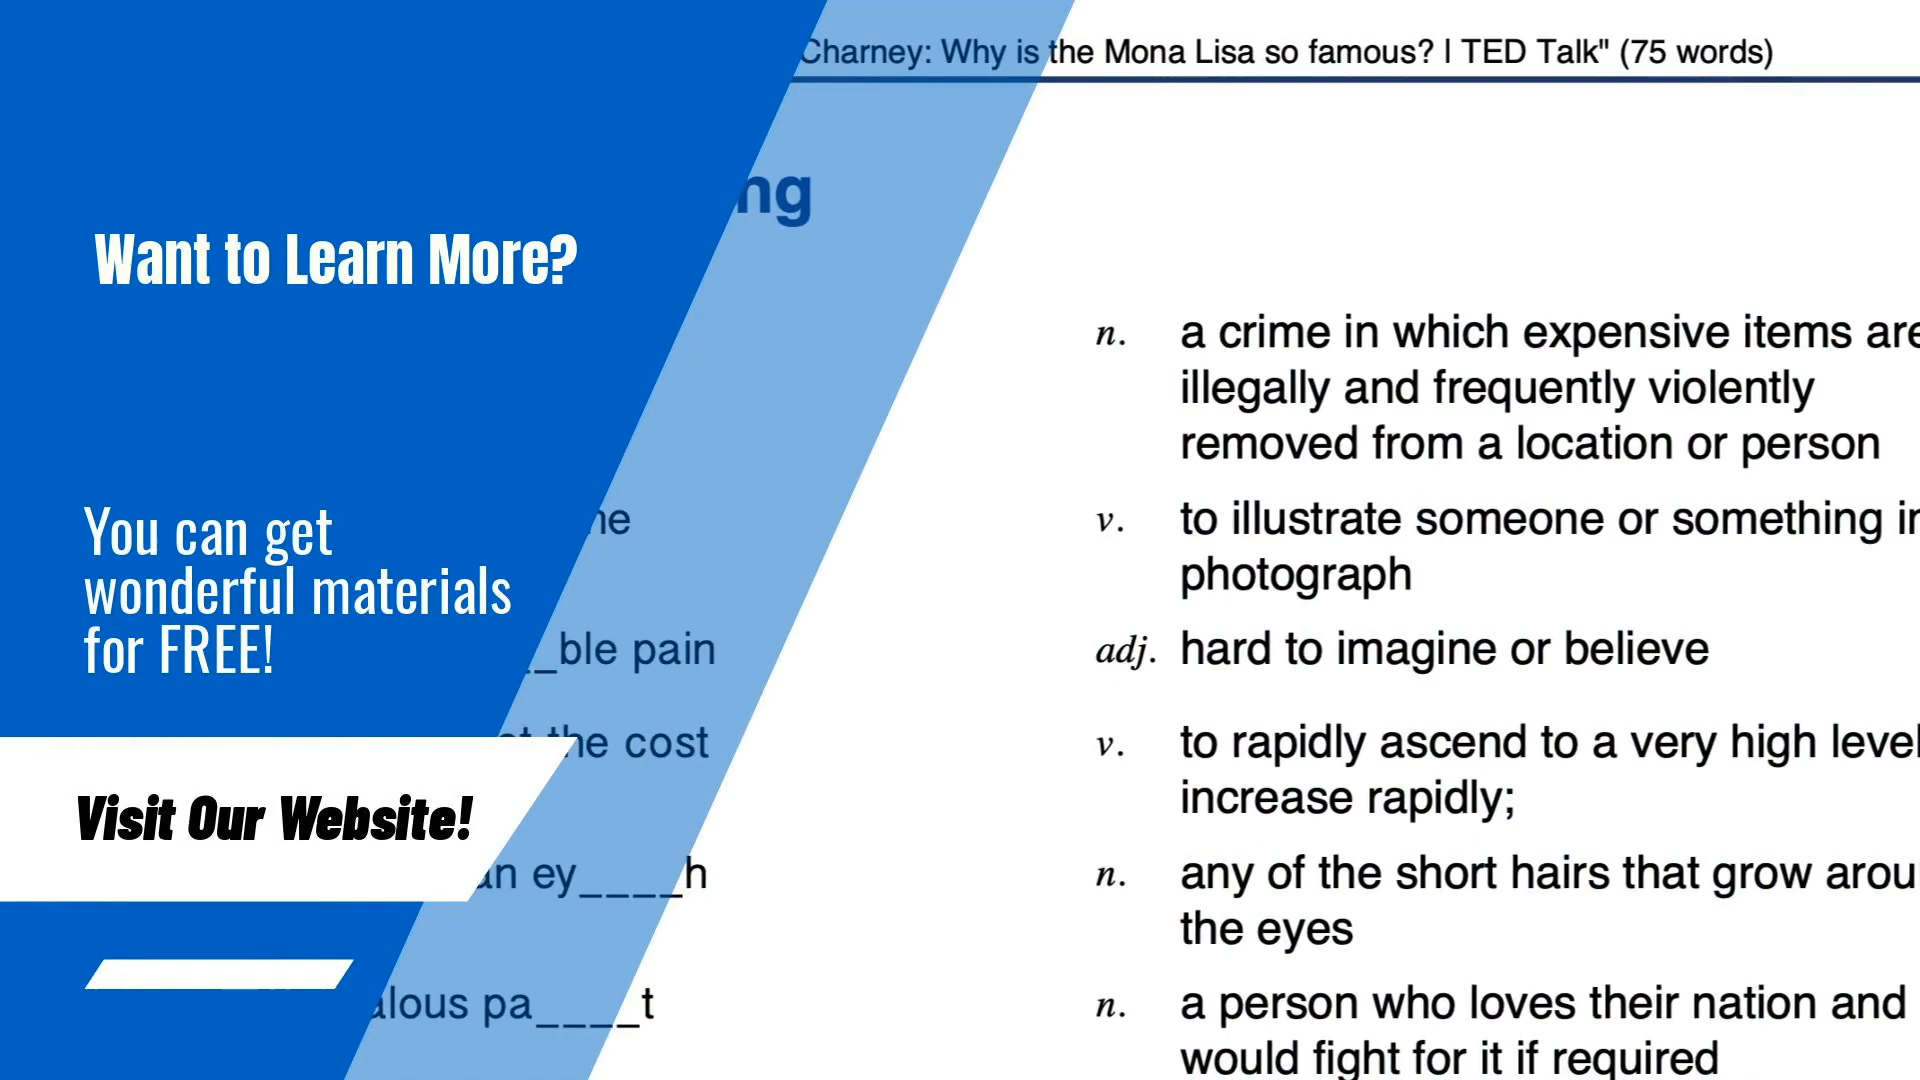 Charney: Why is the Mona Lisa so famous? | TED Talk" (75 words)
ng
Want to Learn More?
You can get
wonderful materials
for FREE!
Visit Our Website!
n. a crime in which expensive items are
illegally and frequently violently
removed from a location or person
ne
v. to illustrate someone or something in
photograph
_ble pain
adj. hard to imagine or believe
the cost
v. to rapidly ascend to a very high level
increase rapidly;
an ey____h
n. any of the short hairs that grow arou
the eyes
alous pa____t
n. a person who loves their nation and
would fight for it if required